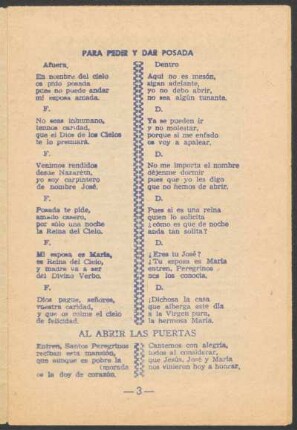 PARA PEDIR Y DAR POSADA
Afuera,
En nombre del cielo
os pido posada
pues no puede andar
mi esposa amada.
F.
No seas inhumano,
tennos caridad,
que el Dios de los Cielos
te lo premiará.
F.
Venimos rendidos
desde Nazareth,
yo soy carpintero
de nombre José.
F.
Posada te pide,
amado casero,
por sólo una noche
la Reina del Cielo.
F.
Mi esposa es María,
es Reina del Cielo,
y madre va a ser
del Divino Verbo.
F.
Dios pague, señores,
vuestra caridad,
y que os colme el cielo
de felicidad.
Dentro
Aquí no es mesón,
sigan adelante,
yo no debo abrir,
no sea algún tunante.
D.
Ya se pueden ir
y no molestar,
porque si me enfado
os voy a apalear.
D.
No me importa el nombre
déjenme dormir
pues que yo les digo
que no hemos de abrir.
D.
Pues si es una reina
quien lo solicita
¿cómo es que de noche
anda tan solita?
D.
¿Eres tu José?
¿Tu esposa es María
entren, Peregrinos
nos los conocía.
D.
¡Dichosa la casa
que alberga este día
a la Virgen pura,
la hermosa María.
AL ABRIR LAS PUERTAS
Entren, Santos Peregrinos
reciban esta mansión,
que aunque es pobre la
(morada
os la doy de corazón.
Cantemos con alegría,
todos al considerar,
que Jesús, José y María
nos vinieron hoy a honrar,
—3—